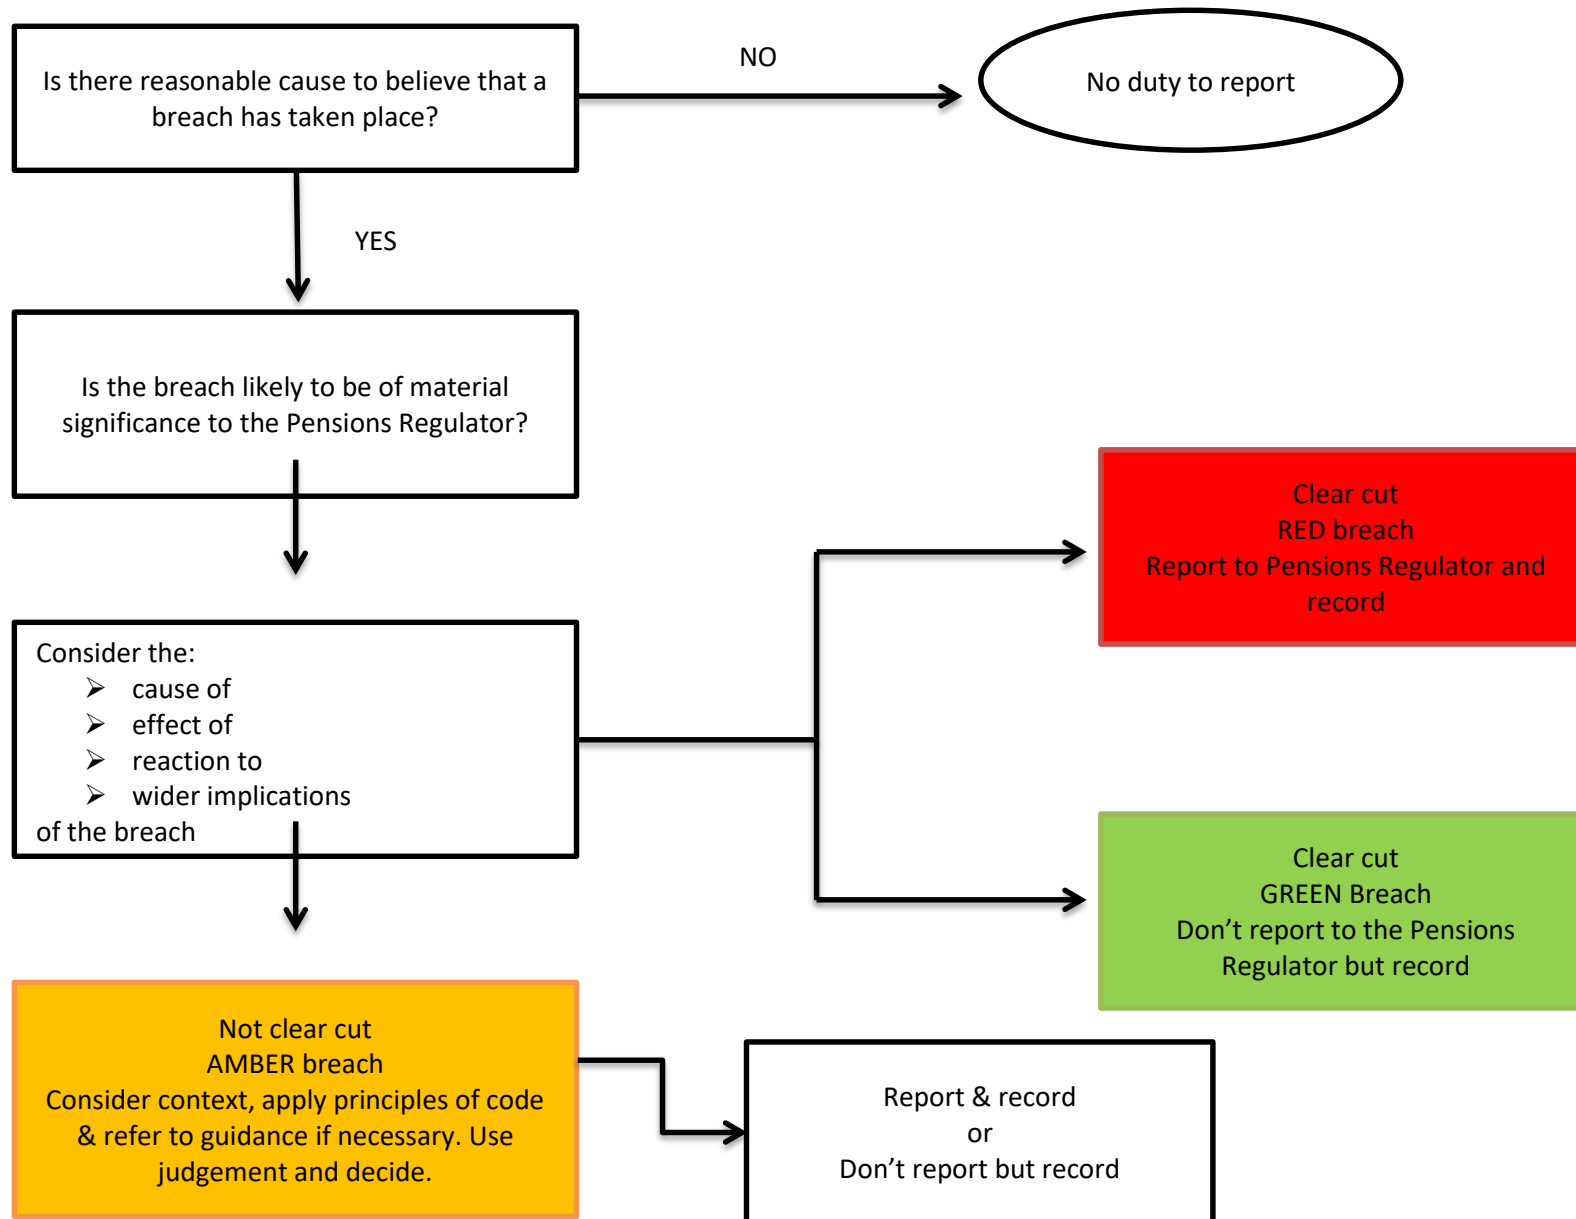 Is there reasonable cause to believe that a
breach has taken place?
NO
No duty to report
YES
Is the breach likely to be of material
significance to the Pensions Regulator?
Clear cut
RED breach
Report to Pensions Regulator and
record
Consider the:
➢ cause of
➢ effect of
➢ reaction to
➢ wider implications
of the breach
Clear cut
GREEN Breach
Don’t report to the Pensions
Regulator but record
Not clear cut
AMBER breach
Consider context, apply principles of code
& refer to guidance if necessary. Use
judgement and decide.
Report & record
or
Don’t report but record